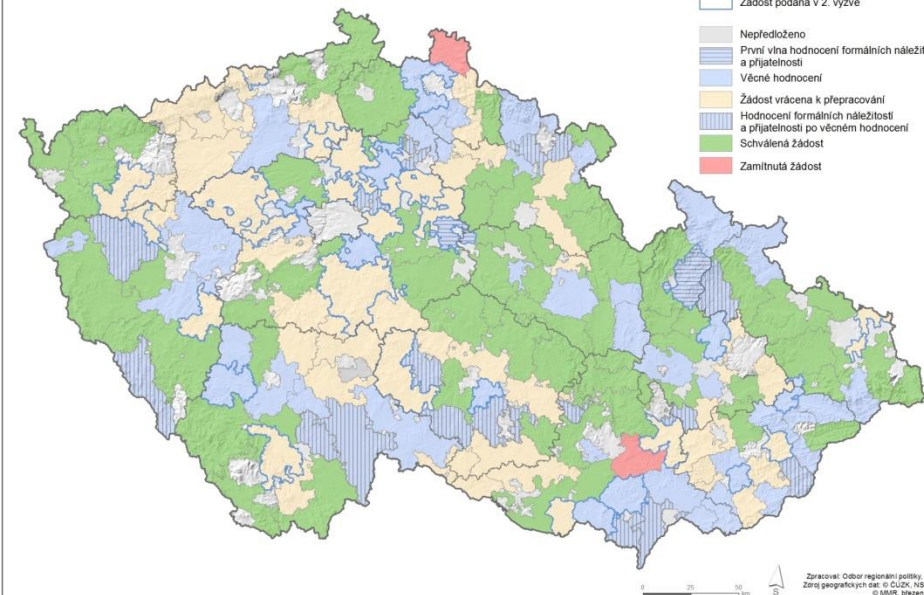 Žádost podaná v 2. výzvě
Nepředloženo
První vlna hodnocení formálních náležit
a přijatelnosti
Věcné hodnocení
Žádost vrácena k přepracování
Hodnocení formálních náležitostí
a přijatelnosti po věcném hodnocení
Schválená žádost
Zamítnutá žádost
0 25 50
km
S
Zpracoval: Odbor regionální politiky,
Zdroj geografických dat: © ČÚZK, NS
© MMR, březen